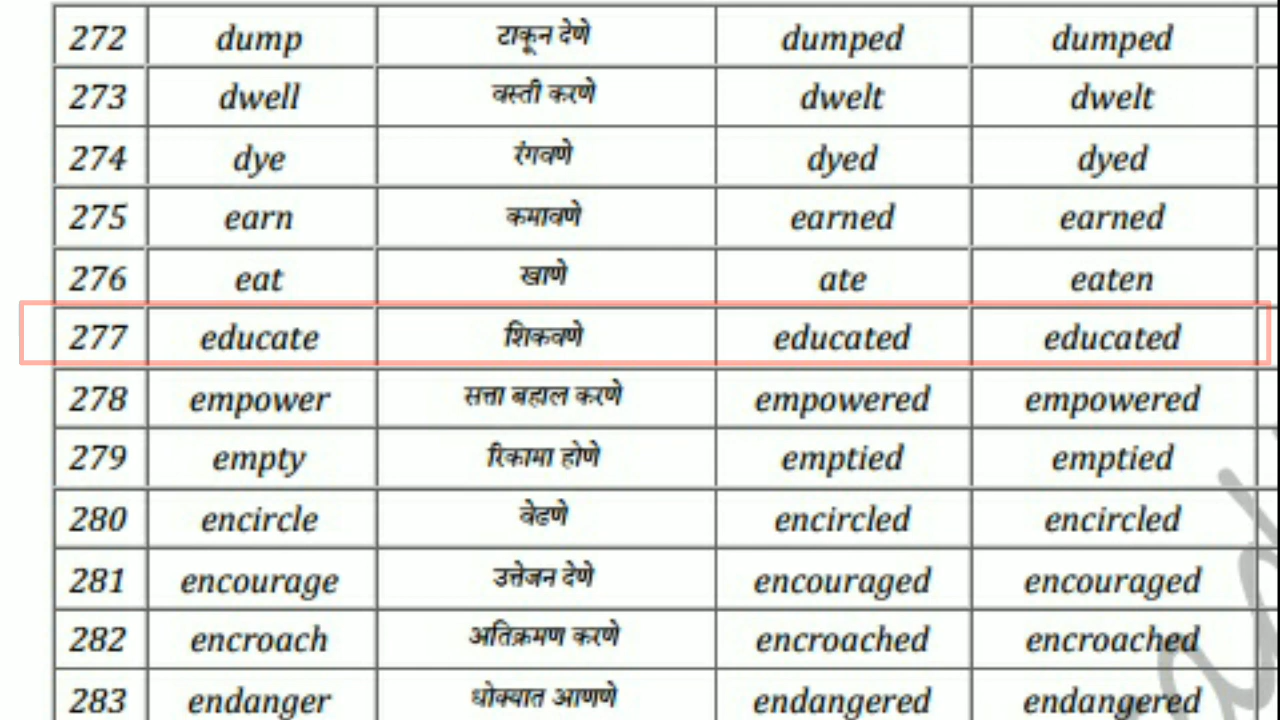 272 dump टाकून देणे dumped dumped
273 dwell वस्ती करणे dwelt dwelt
274 dye रंगवणे dyed dyed
275 earn कमावणे earned earned
276 eat खाणे ate eaten
277 educate शिकवणे educated educated
278 empower सत्ता बहाल करणे empowered empowered
279 empty रिकामा होणे emptied emptied
280 encircle वेढणे encircled encircled
281 encourage उत्तेजन देणे encouraged encouraged
282 encroach अतिक्रमण करणे encroached encroached
283 endanger धोक्यात आणणे endangered endangered